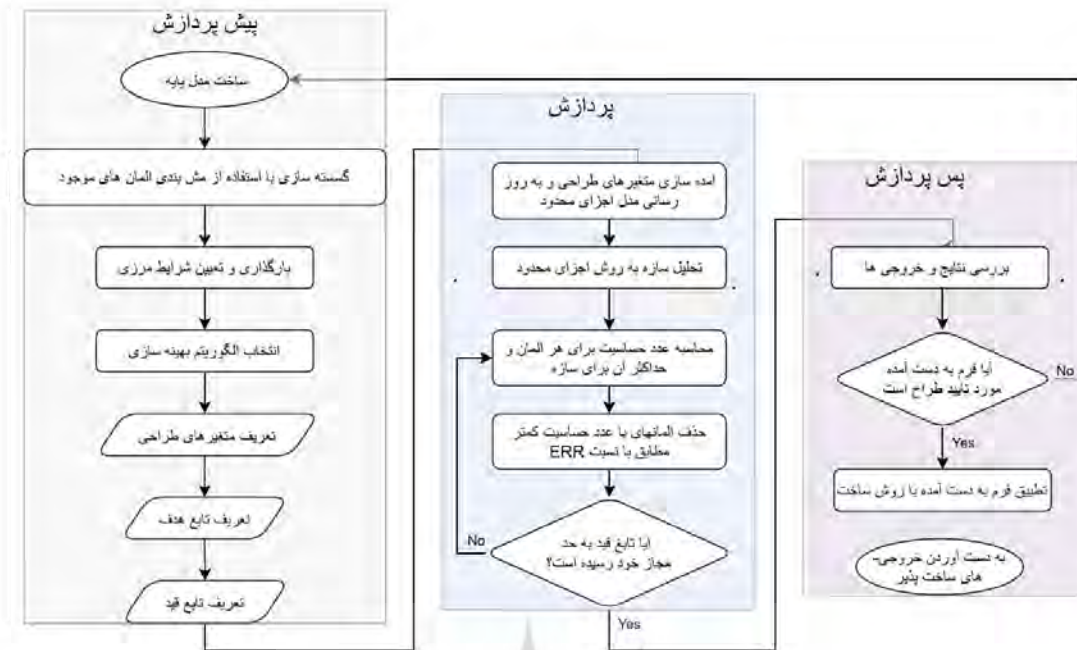 پیش پردازش
ساخت مدل پایه
گسسته سازی با استفاده از مش بندی المان های موجود
بارگذاری و تعیین شرایط مرزی
انتخاب الگوریتم بهینه سازی
تعریف متغیرهای طراحی
تعریف تابع هدف
تعریف تابع قید
پردازش
امده سازی متغیرهای طراحی و به روز
رسانی مدل اجزای محدود
تحلیل سازه به روش اجزای محدود
محاسبه عدد حساسیت برای هر المان و
حداکثر آن برای سازه
حذف المانهای با عدد حساسیت کمتر
مطابق با نسبت ERR
ایا تابع قید به حد
مجاز خود رسیده است؟
No
Yes
پس پردازش
بررسی نتایج و خروجی ها
آیا فرم به دست آمده
مورد تایید طراح است
No
Yes
تطبیق فرم به دست آمده با روش ساخت
به دست آوردن خروجی-
های ساخت پذیر